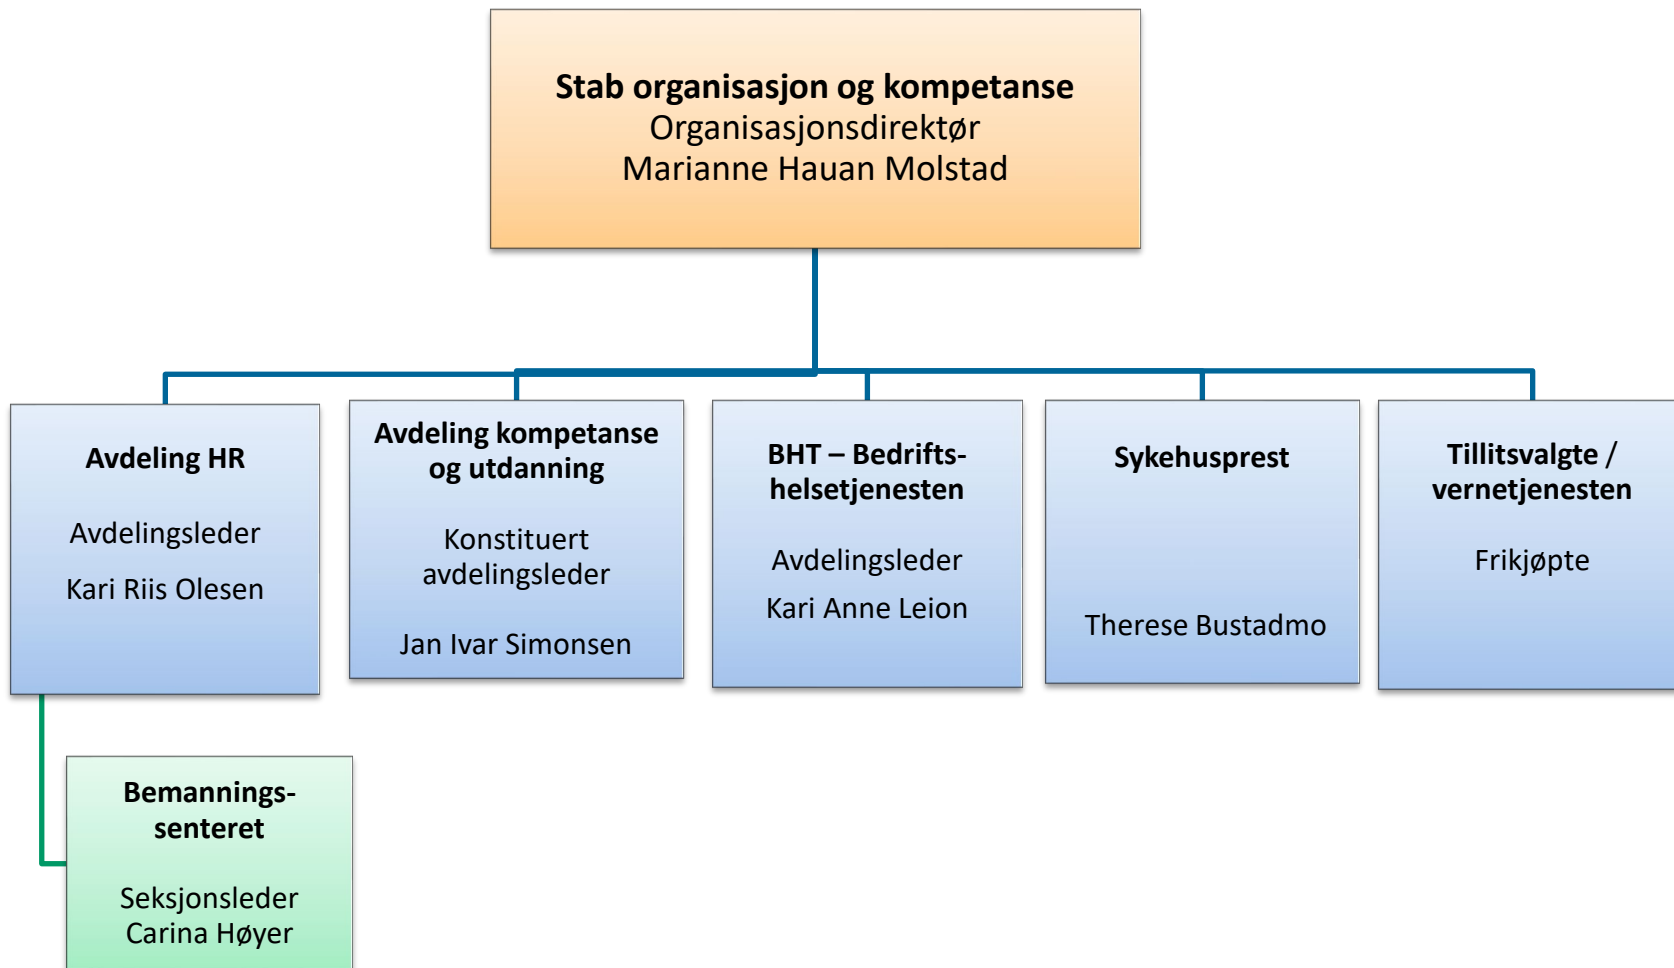 Stab organisasjon og kompetanse
Organisasjonsdirektør
Marianne Hauan Molstad
Avdeling HR
Avdelingsleder
Kari Riis Olesen
Avdeling kompetanse
og utdanning
Konstituert
avdelingsleder
Jan Ivar Simonsen
BHT – Bedrifts-
helsetjenesten
Avdelingsleder
Kari Anne Leion
Sykehusprest
Therese Bustadmo
Tillitsvalgte /
vernetjenesten
Frikjøpte
Bemannings-
senteret
Seksjonsleder
Carina Høyer